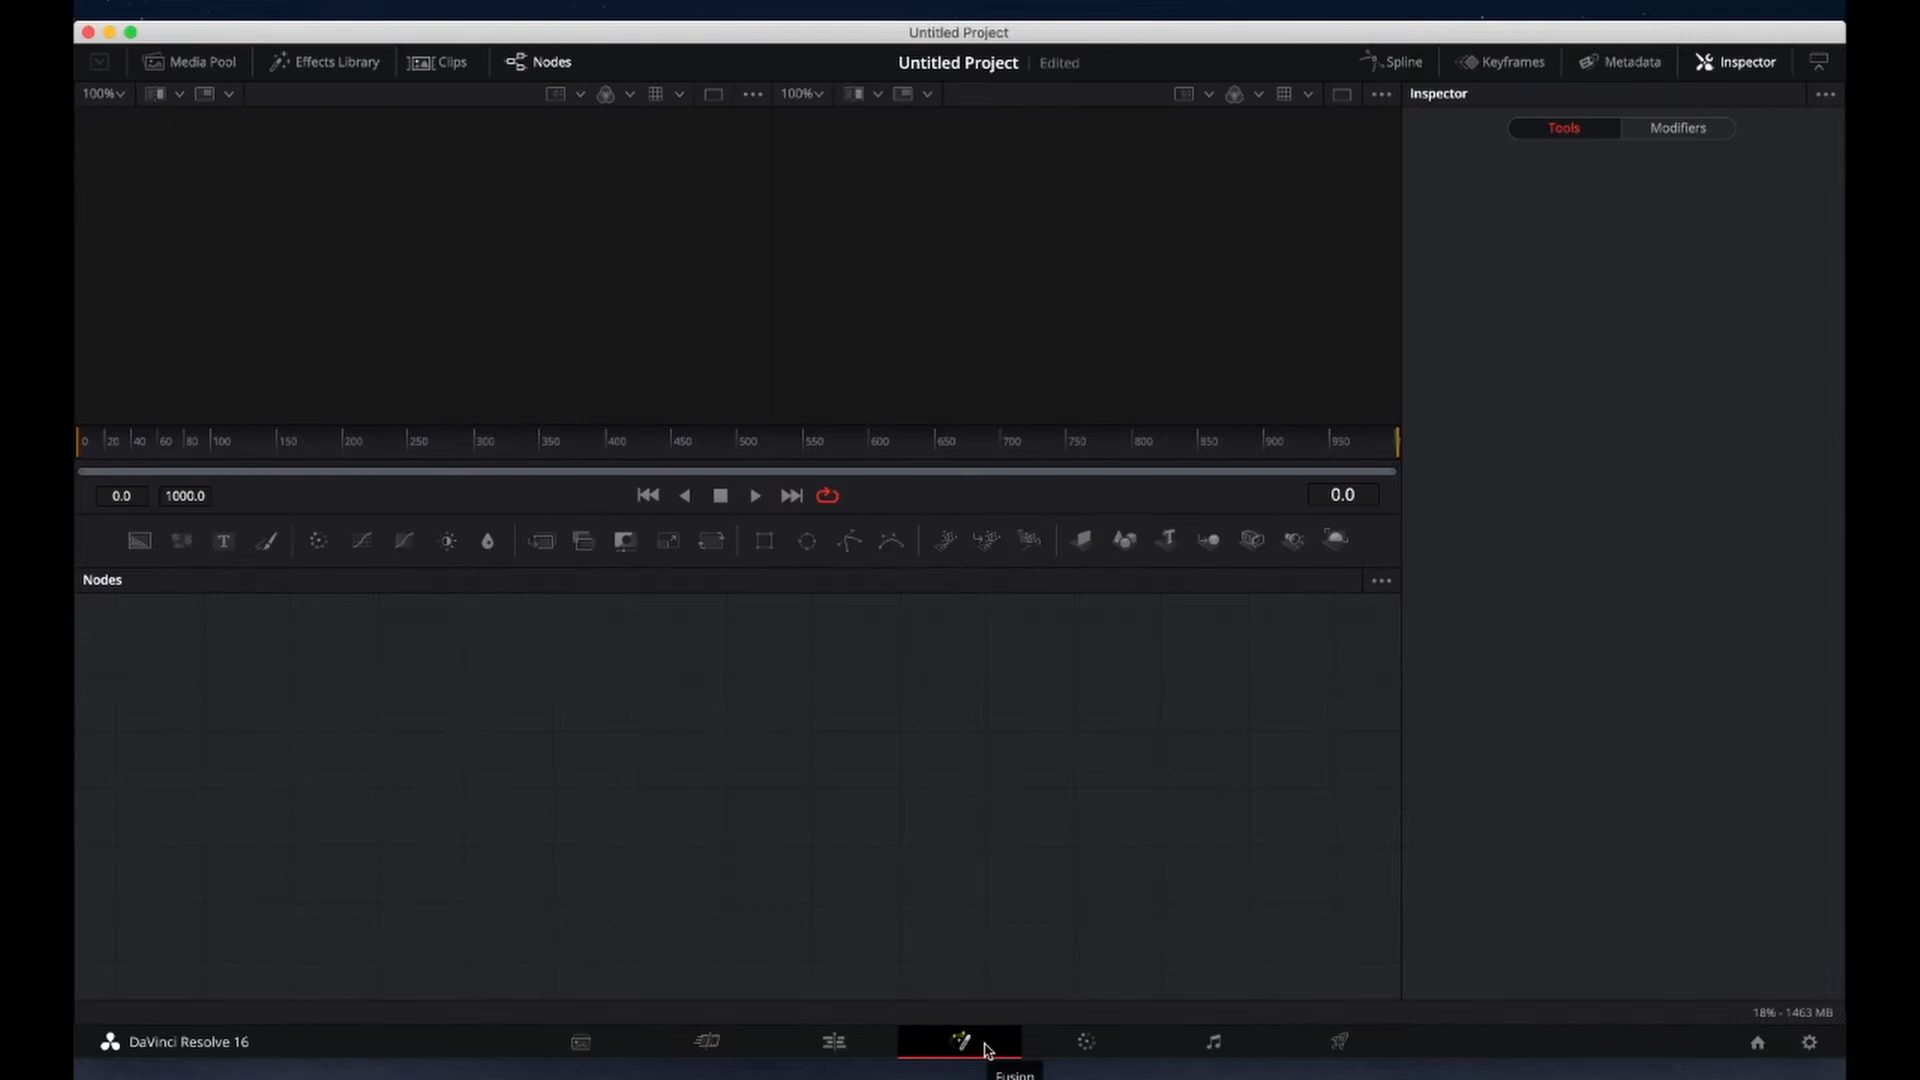 Untitled Project
Media Pool
Effects Library
Clips
Nodes
Untitled Project
Edited
Spline
Keyframes
Metadata
Inspector
100%
100%
Inspector
Tools
Modifiers
0
20
40
60
80
100
150
200
250
300
350
400
450
500
550
600
650
700
750
800
850
900
950
0.0
1000.0
0.0
T
Nodes
18% - 1463 MB
DaVinci Resolve 16
Fusion